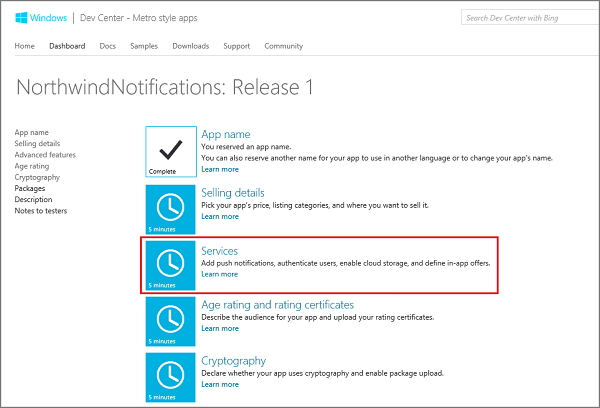 Windows | Dev Center - Metro style apps
Search Dev Center with Bing
Home Dashboard Docs Samples Downloads Support Community
NorthwindNotifications: Release 1
App name
Selling details
Advanced features
Age rating
Cryptography
Packages
Description
Notes to testers
Complete
App name
You reserved an app name.
You can also reserve another name for your app to use in another language or to change your app's name.
Learn more
5 minutes
Selling details
Pick your app's price, listing categories, and where you want to sell it.
Learn more
5 minutes
Services
Add push notifications, authenticate users, enable cloud storage, and define in-app offers.
Learn more
5 minutes
Age rating and rating certificates
Describe the audience for your app and upload your rating certificates.
Learn more
5 minutes
Cryptography
Declare whether your app uses cryptography and enable package upload.
Learn more